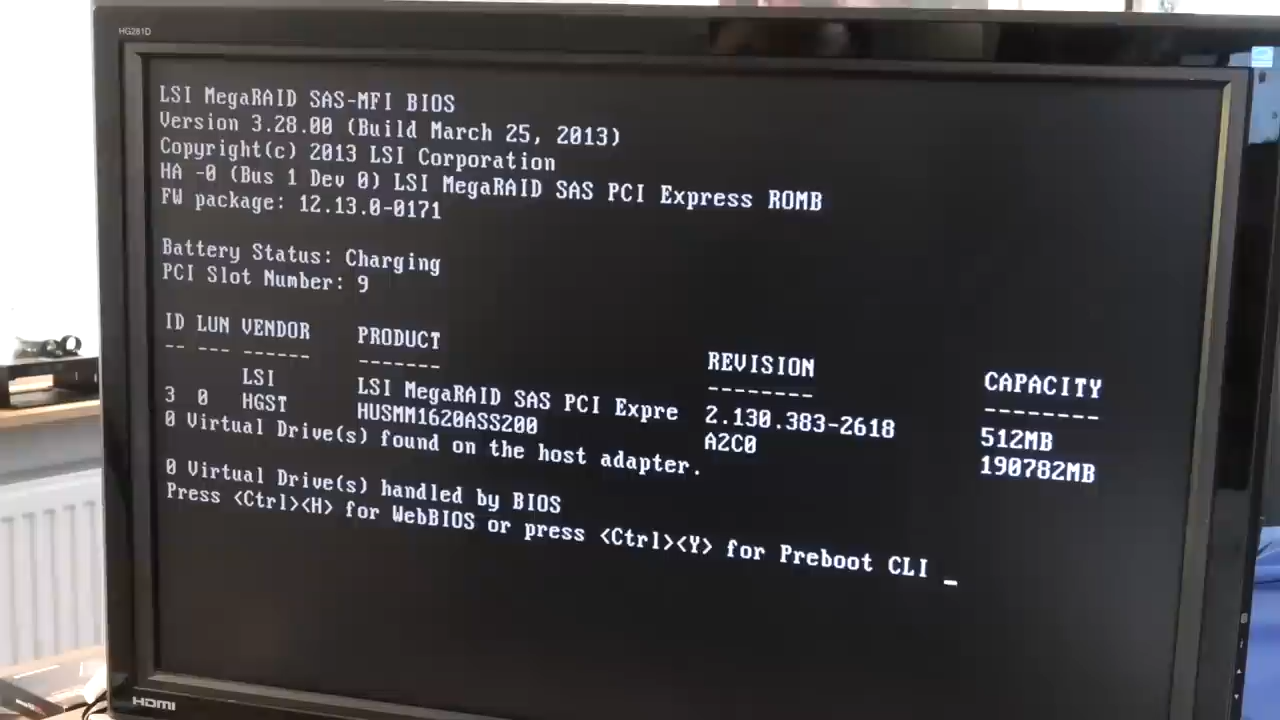 HG281D
LSI MegaRAID SAS-MFI BIOS
Version 3.28.00 (Build March 25, 2013)
Copyright(c) 2013 LSI Corporation
HA -0 (Bus 1 Dev 0) LSI MegaRAID SAS PCI Express ROMB
FW package: 12.13.0-0171
Battery Status: Charging
PCI Slot Number: 9
ID LUN VENDOR PRODUCT REVISION CAPACITY
-- --- ------ ------- -------- --------
LSI LSI MegaRAID SAS PCI Expre 2.130.383-2618 512MB
3 0 HGST HUSMM1620ASS200 A2C0 190782MB
0 Virtual Drive(s) found on the host adapter.
0 Virtual Drive(s) handled by BIOS
Press <Ctrl><H> for WebBIOS or press <Ctrl><Y> for Preboot CLI _
HDMI